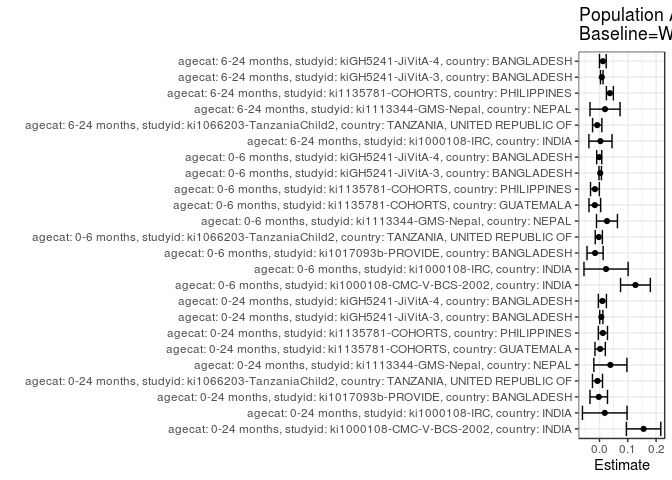 Population
Baseline=W
agecat: 6-24 months, studyid: kiGH5241-JiVitA-4, country: BANGLADESH
agecat: 6-24 months, studyid: kiGH5241-JiVitA-3, country: BANGLADESH
agecat: 6-24 months, studyid: ki1135781-COHORTS, country: PHILIPPINES
agecat: 6-24 months, studyid: ki1113344-GMS-Nepal, country: NEPAL
agecat: 6-24 months, studyid: ki1066203-TanzaniaChild2, country: TANZANIA, UNITED REPUBLIC OF
agecat: 6-24 months, studyid: ki1000108-IRC, country: INDIA
agecat: 0-6 months, studyid: kiGH5241-JiVitA-4, country: BANGLADESH
agecat: 0-6 months, studyid: kiGH5241-JiVitA-3, country: BANGLADESH
agecat: 0-6 months, studyid: ki1135781-COHORTS, country: PHILIPPINES
agecat: 0-6 months, studyid: ki1135781-COHORTS, country: GUATEMALA
agecat: 0-6 months, studyid: ki1113344-GMS-Nepal, country: NEPAL
agecat: 0-6 months, studyid: ki1066203-TanzaniaChild2, country: TANZANIA, UNITED REPUBLIC OF
agecat: 0-6 months, studyid: ki1017093b-PROVIDE, country: BANGLADESH
agecat: 0-6 months, studyid: ki1000108-IRC, country: INDIA
agecat: 0-6 months, studyid: ki1000108-CMC-V-BCS-2002, country: INDIA
agecat: 0-24 months, studyid: kiGH5241-JiVitA-4, country: BANGLADESH
agecat: 0-24 months, studyid: kiGH5241-JiVitA-3, country: BANGLADESH
agecat: 0-24 months, studyid: ki1135781-COHORTS, country: PHILIPPINES
agecat: 0-24 months, studyid: ki1135781-COHORTS, country: GUATEMALA
agecat: 0-24 months, studyid: ki1113344-GMS-Nepal, country: NEPAL
agecat: 0-24 months, studyid: ki1066203-TanzaniaChild2, country: TANZANIA, UNITED REPUBLIC OF
agecat: 0-24 months, studyid: ki1017093b-PROVIDE, country: BANGLADESH
agecat: 0-24 months, studyid: ki1000108-IRC, country: INDIA
agecat: 0-24 months, studyid: ki1000108-CMC-V-BCS-2002, country: INDIA
0.0 0.1 0.2
Estimate